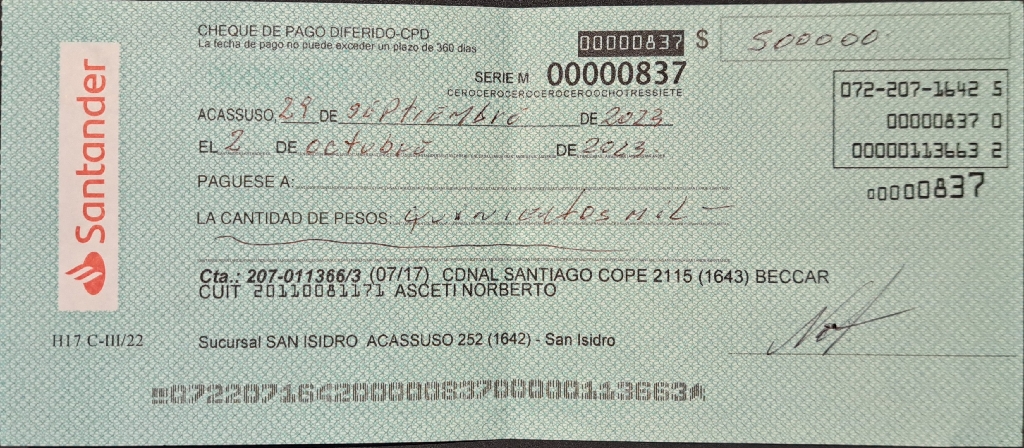 Santander
CHEQUE DE PAGO DIFERIDO-CPD
La fecha de pago no puede exceder un plazo de 360 días
00000837 $ 500000.
SERIE M 00000837
CEROCEROCEROCEROCEROOCHOTRESSIETE
072-207-1642 5
00000837 0
00000113663 2
00000837
ACASSUSO, 29 DE septiembre DE 2023
EL 2 DE octubre DE 2023
PAGUESE A:
LA CANTIDAD DE PESOS: quinientos mil —
Cta.: 207-011366/3 (07/17) CDNAL SANTIAGO COPE 2115 (1643) BECCAR
CUIT 20110081171 ASCETI NORBERTO
H17 C-III/22
Sucursal SAN ISIDRO ACASSUSO 252 (1642) - San Isidro
07220716420000083700000113663